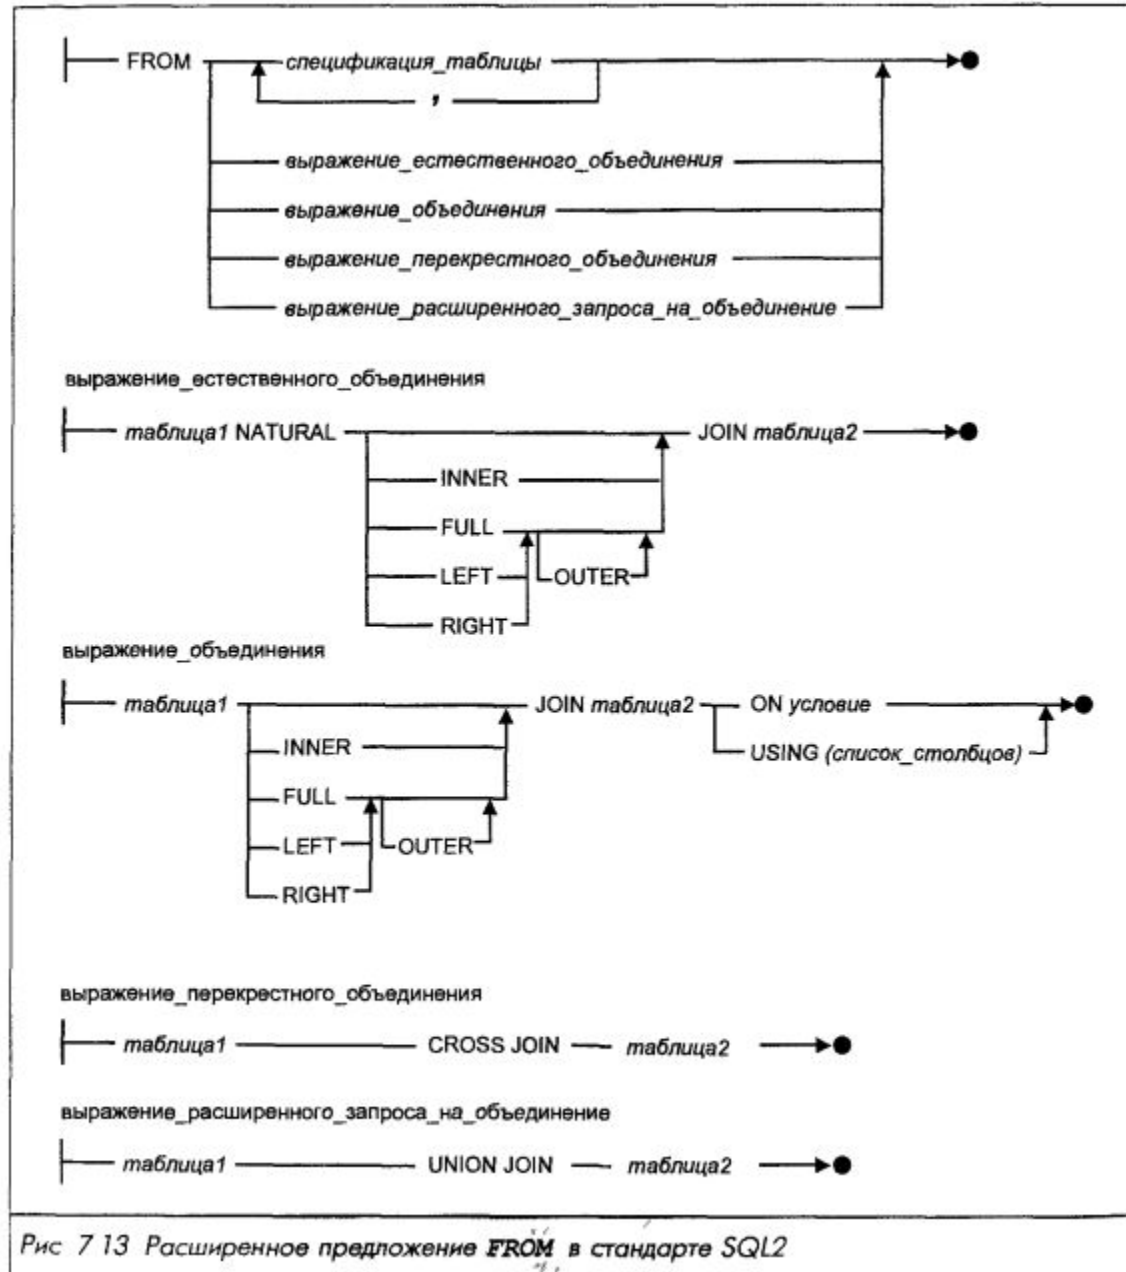 FROM спецификация_таблицы
,
выражение_естественного_объединения
выражение_объединения
выражение_перекрестного_объединения
выражение_расширенного_запроса_на_объединение
выражение_естественного_объединения
таблица1 NATURAL JOIN таблица2
INNER
FULL
LEFT OUTER
RIGHT
выражение_объединения
таблица1 JOIN таблица2 ON условие
INNER USING (список_столбцов)
FULL
LEFT OUTER
RIGHT
выражение_перекрестного_объединения
таблица1 CROSS JOIN таблица2
выражение_расширенного_запроса_на_объединение
таблица1 UNION JOIN таблица2
Рис 7 13 Расширенное предложение FROM в стандарте SQL2